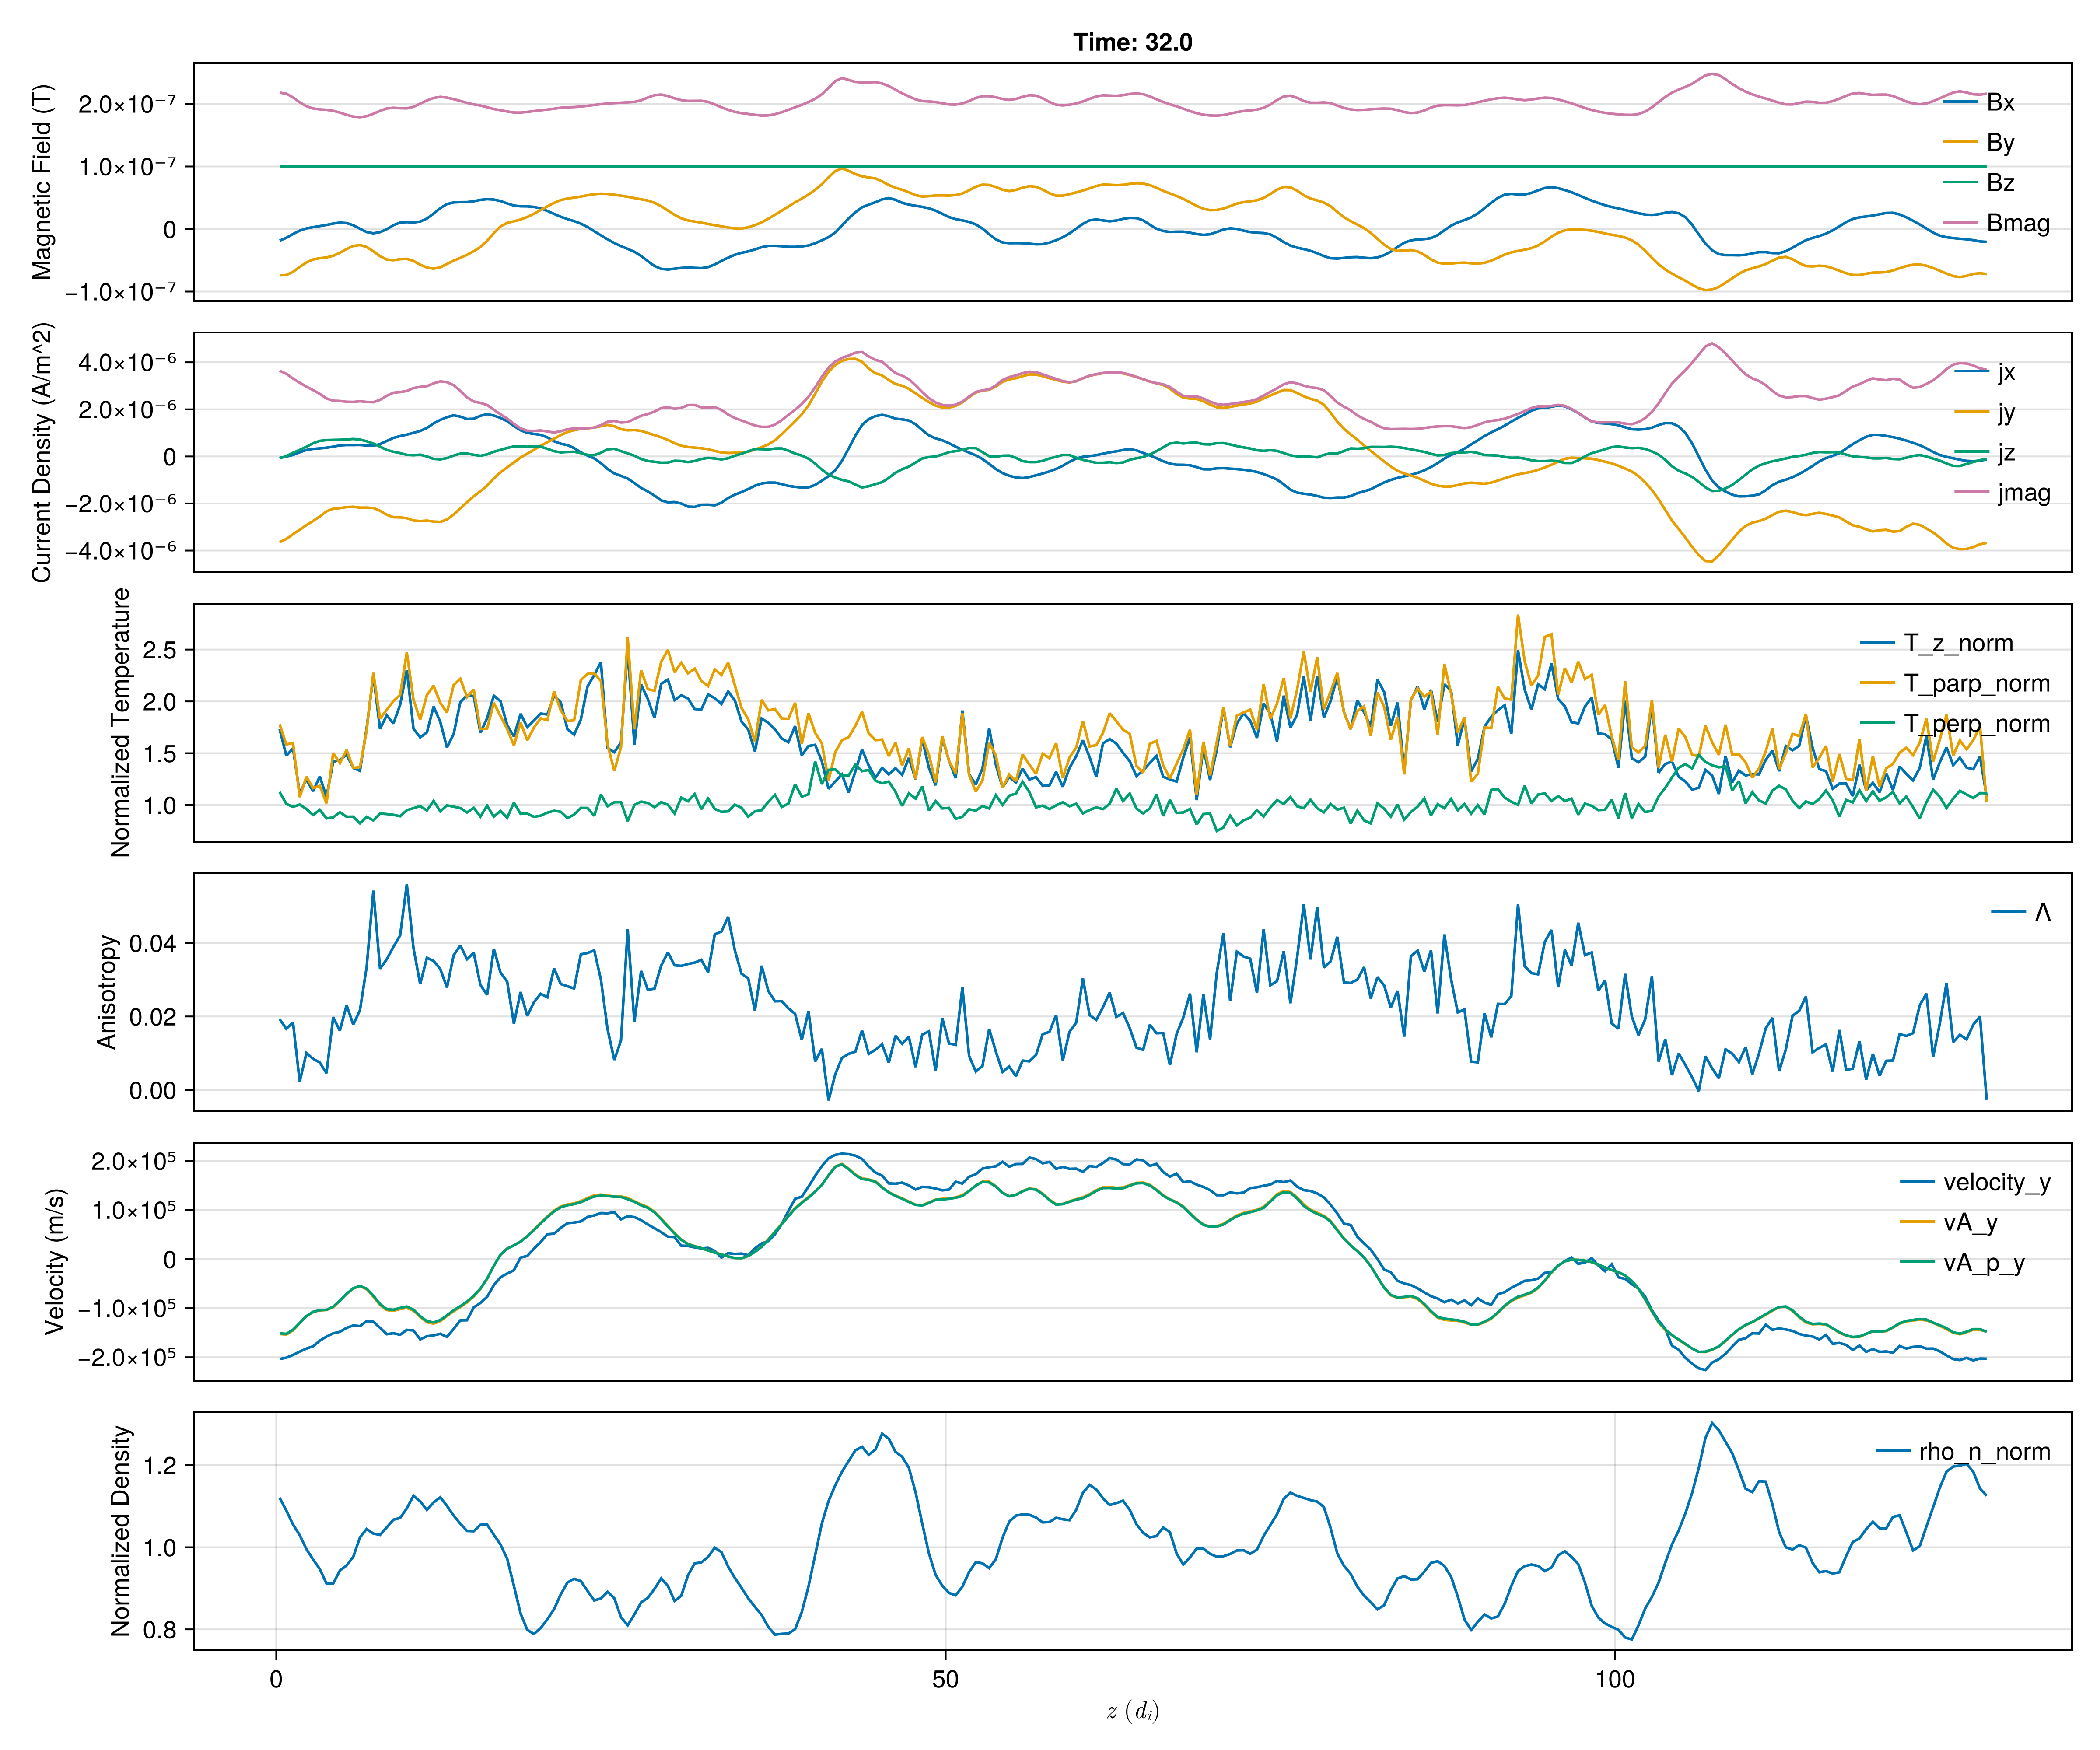 Time: 32.0
Magnetic Field (T)
2.0×10⁻⁷
1.0×10⁻⁷
0
−1.0×10⁻⁷
Bx
By
Bz
Bmag
Current Density (A/m^2)
4.0×10⁻⁶
2.0×10⁻⁶
0
−2.0×10⁻⁶
−4.0×10⁻⁶
jx
jy
jz
jmag
Normalized Temperature
2.5
2.0
1.5
1.0
T_z_norm
T_parp_norm
T_perp_norm
Anisotropy
0.04
0.02
0.00
Λ
Velocity (m/s)
2.0×10⁵
1.0×10⁵
0
−1.0×10⁵
−2.0×10⁵
velocity_y
vA_y
vA_p_y
Normalized Density
1.2
1.0
0.8
rho_n_norm
0 50 100
z (dᵢ)